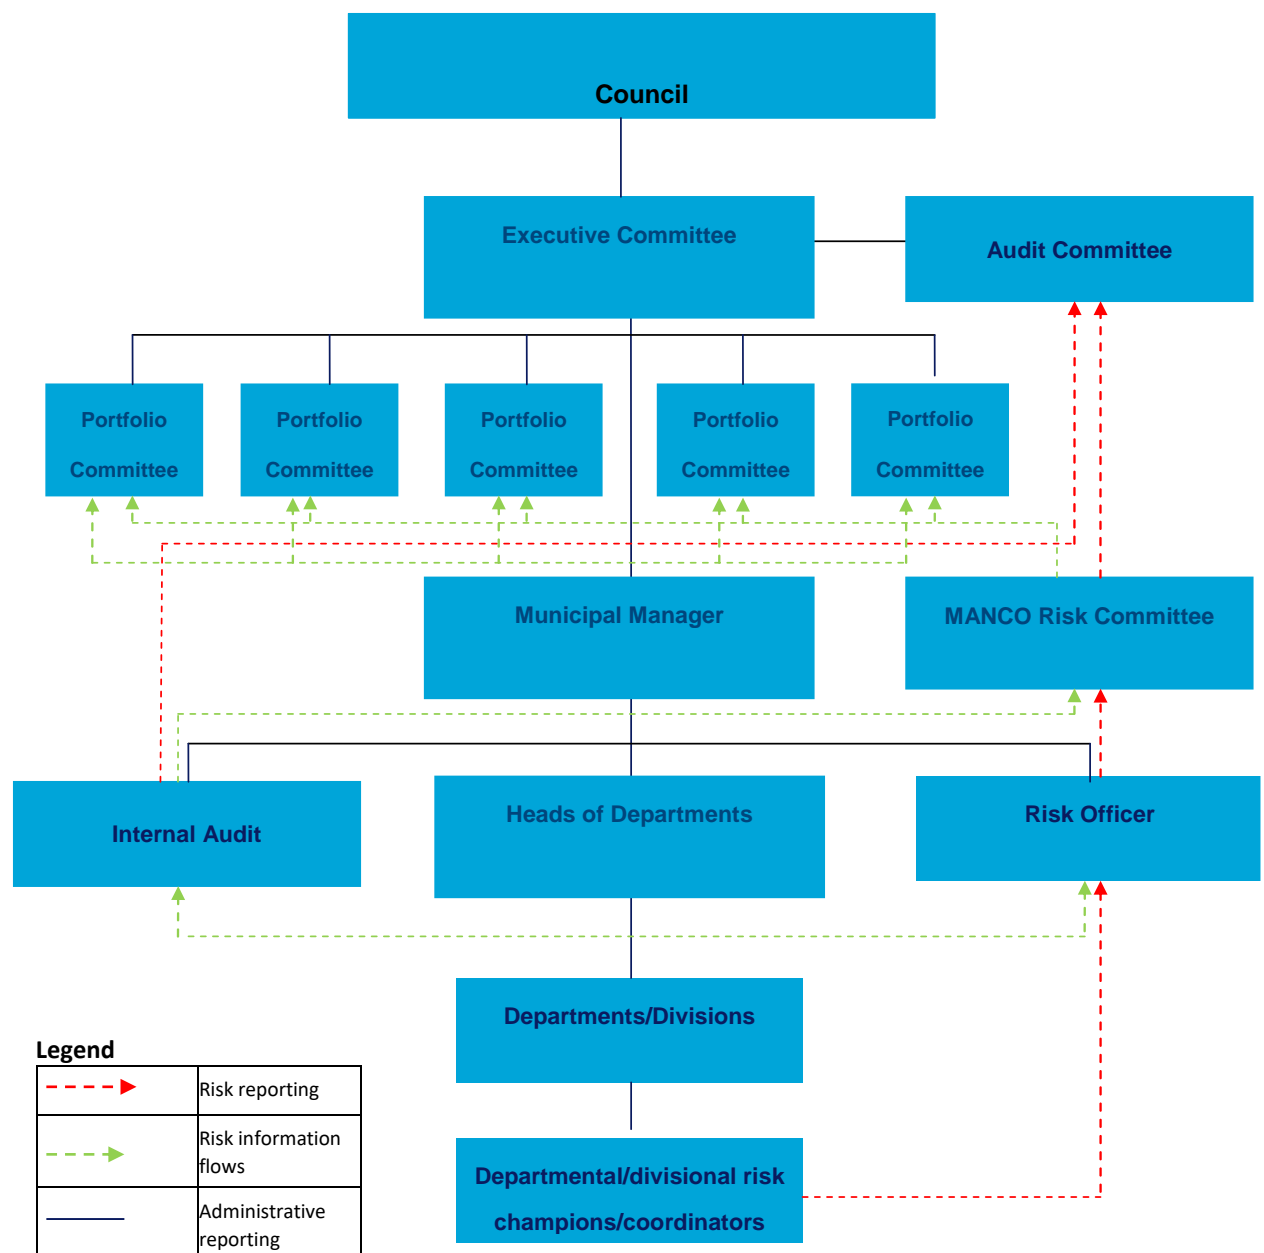 Council
Executive Committee
Audit Committee
Portfolio
Committee
Portfolio
Committee
Portfolio
Committee
Portfolio
Committee
Portfolio
Committee
Municipal Manager
MANCO Risk Committee
Internal Audit
Heads of Departments
Risk Officer
Departments/Divisions
Departmental/divisional risk
champions/coordinators
Legend
Risk reporting
Risk information
flows
Administrative
reporting